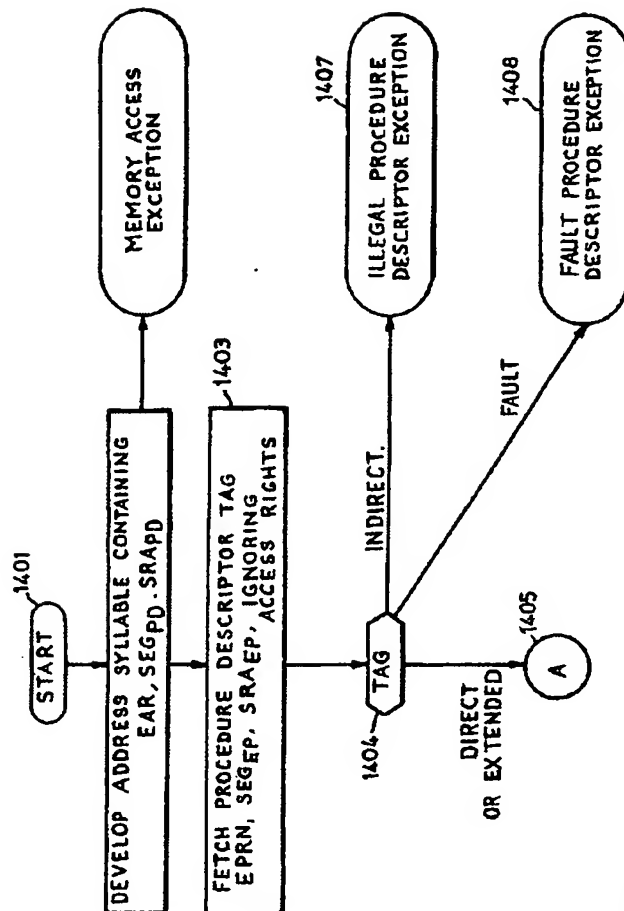 1401
START
DEVELOP ADDRESS SYLLABLE CONTAINING
EAR, SEGPD. SRAPD
MEMORY ACCESS
EXCEPTION
1403
FETCH PROCEDURE DESCRIPTOR TAG
EPRN, SEGEP, SRAEP, IGNORING
ACCESS RIGHTS
1404
TAG
INDIRECT.
1407
ILLEGAL PROCEDURE
DESCRIPTOR EXCEPTION
FAULT
1408
FAULT PROCEDURE
DESCRIPTOR EXCEPTION
DIRECT
OR EXTENDED
1405
A